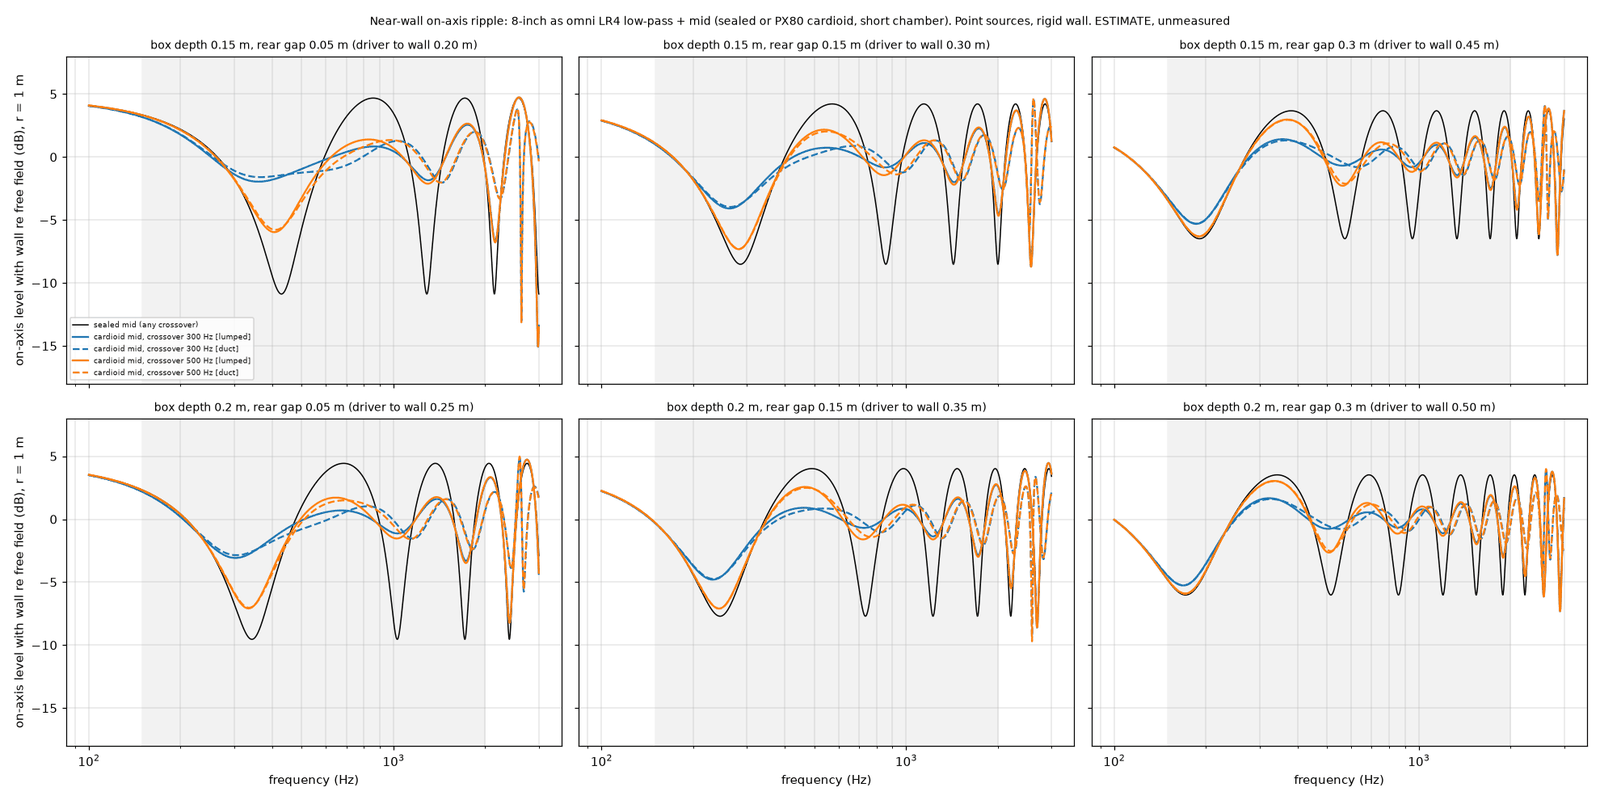 Near-wall on-axis ripple: 8-inch as omni LR4 low-pass + mid (sealed or PX80 cardioid, short chamber). Point sources, rigid wall. ESTIMATE, unmeasured
box depth 0.15 m, rear gap 0.05 m (driver to wall 0.20 m)
box depth 0.15 m, rear gap 0.15 m (driver to wall 0.30 m)
box depth 0.15 m, rear gap 0.3 m (driver to wall 0.45 m)
on-axis level with wall re free field (dB), r = 1 m
5
0
−5
−10
−15
sealed mid (any crossover)
cardioid mid, crossover 300 Hz [lumped]
cardioid mid, crossover 300 Hz [duct]
cardioid mid, crossover 500 Hz [lumped]
cardioid mid, crossover 500 Hz [duct]
box depth 0.2 m, rear gap 0.05 m (driver to wall 0.25 m)
box depth 0.2 m, rear gap 0.15 m (driver to wall 0.35 m)
box depth 0.2 m, rear gap 0.3 m (driver to wall 0.50 m)
on-axis level with wall re free field (dB), r = 1 m
5
0
−5
−10
−15
10² 10³
10² 10³
10² 10³
frequency (Hz)
frequency (Hz)
frequency (Hz)